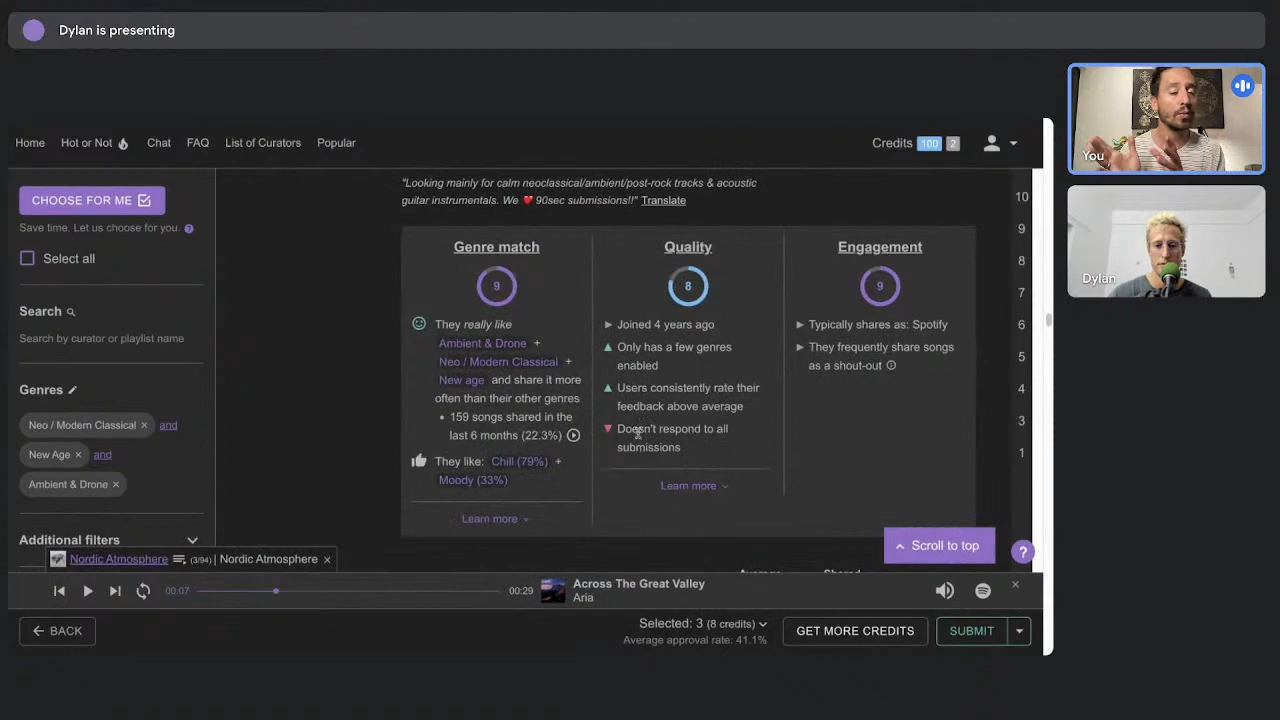 Dylan is presenting
Home Hot or Not Chat FAQ List of Curators Popular Credits 100 2
CHOOSE FOR ME
Save time. Let us choose for you. ?
Select all
Search
Search by curator or playlist name
Genres
Neo / Modern Classical × and
New Age × and
Ambient & Drone ×
Additional filters
"Looking mainly for calm neoclassical/ambient/post-rock tracks & acoustic
guitar instrumentals. We ❤️ 90sec submissions!!" Translate
Genre match
9
They really like
Ambient & Drone +
Neo / Modern Classical +
New age and share it more
often than their other genres
• 159 songs shared in the
last 6 months (22.3%)
They like: Chill (79%) +
Moody (33%)
Learn more
Quality
8
Joined 4 years ago
Only has a few genres
enabled
Users consistently rate their
feedback above average
Doesn't respond to all
submissions
Learn more
Engagement
9
Typically shares as: Spotify
They frequently share songs
as a shout-out
10
9
8
7
6
5
4
3
1
Scroll to top
?
Nordic Atmosphere (3/94) | Nordic Atmosphere ×
00:07 00:29
Across The Great Valley
Aria
BACK
Selected: 3 (8 credits)
Average approval rate: 41.1%
GET MORE CREDITS
SUBMIT
You
Dylan